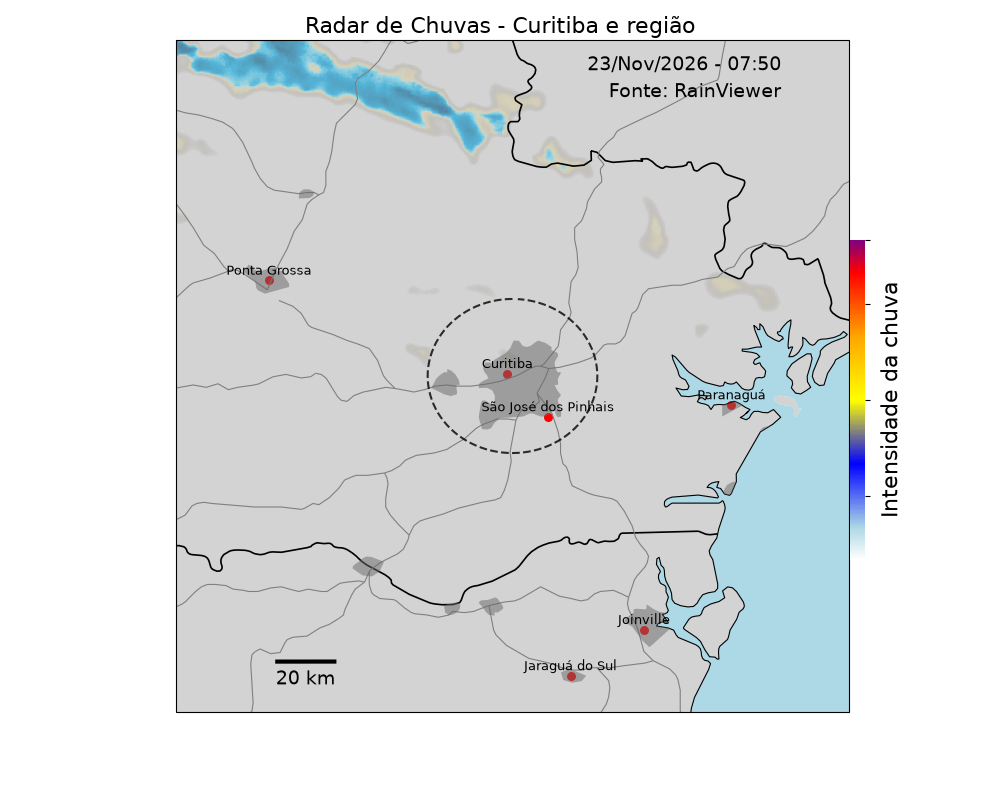 Radar de Chuvas - Curitiba e região
23/Nov/2026 - 07:50
Fonte: RainViewer
Ponta Grossa
Curitiba
São José dos Pinhais
Paranaguá
Intensidade da chuva
Joinville
Jaraguá do Sul
20 km